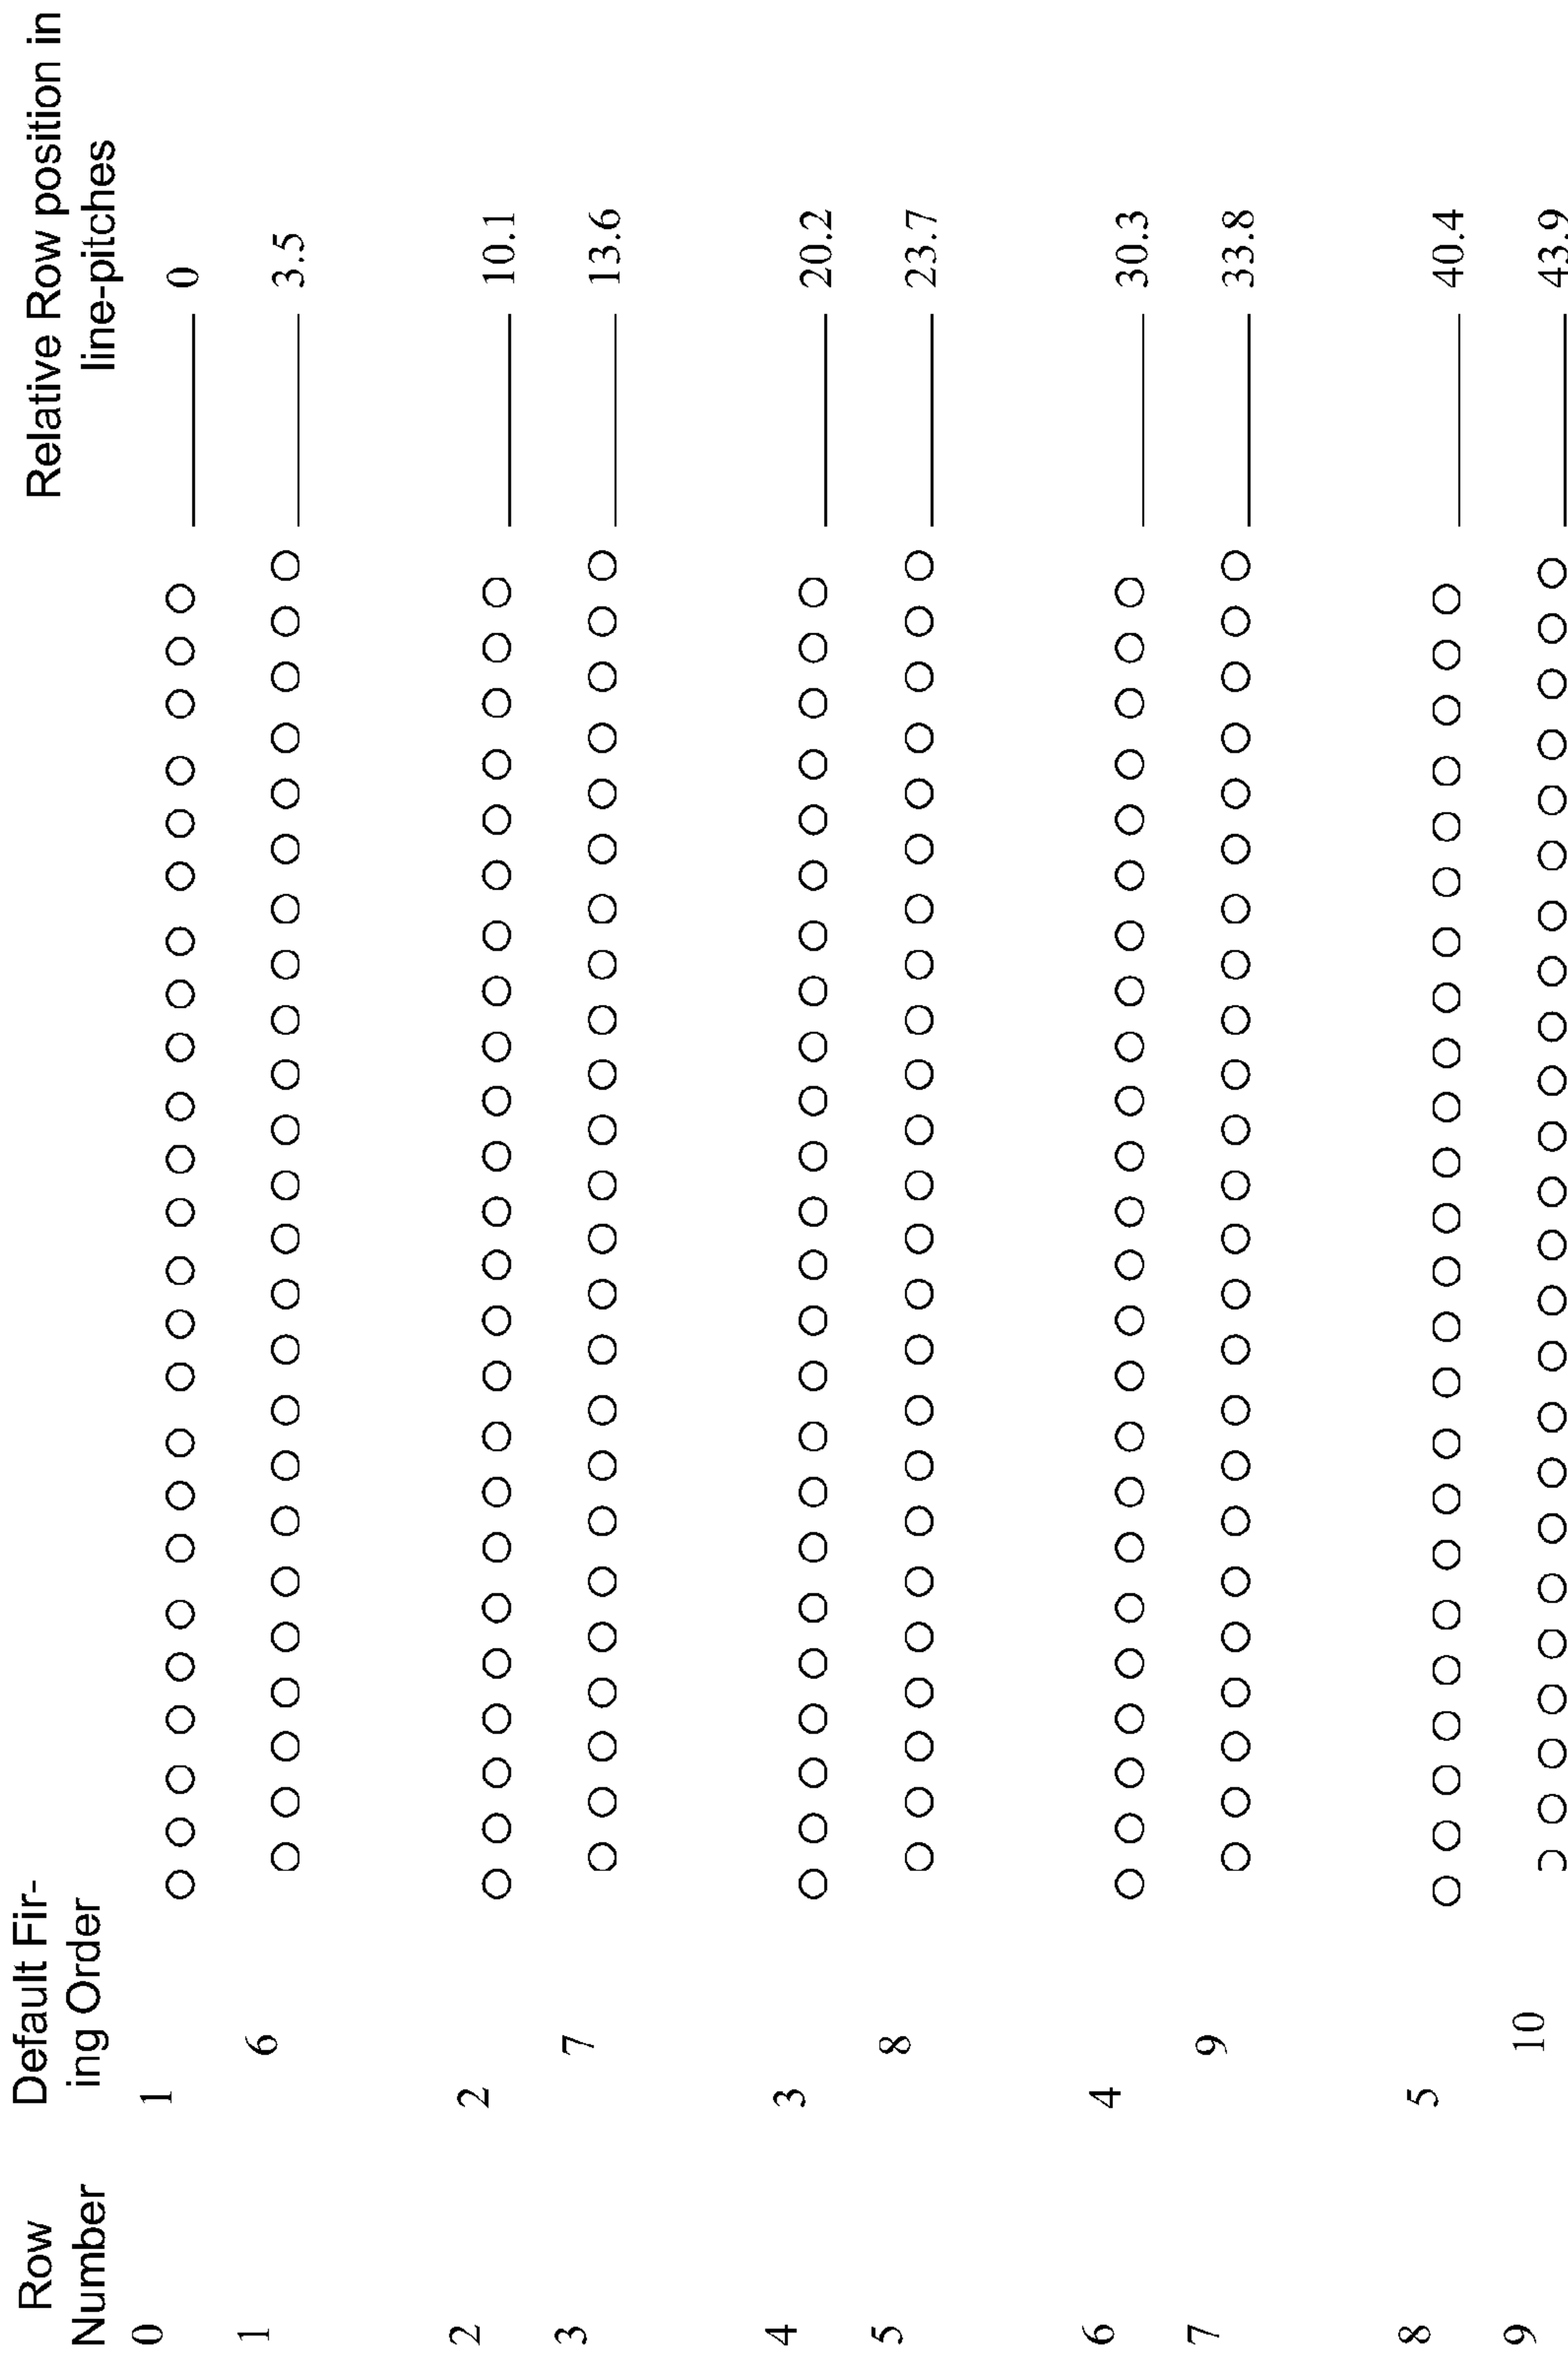 Row Number
Default Fir-
ing Order
Relative Row position in
line-pitches
0 1 0
1 6 3.5
2 2 10.1
3 7 13.6
4 3 20.2
5 8 23.7
6 4 30.3
7 9 33.8
8 5 40.4
9 10 43.9